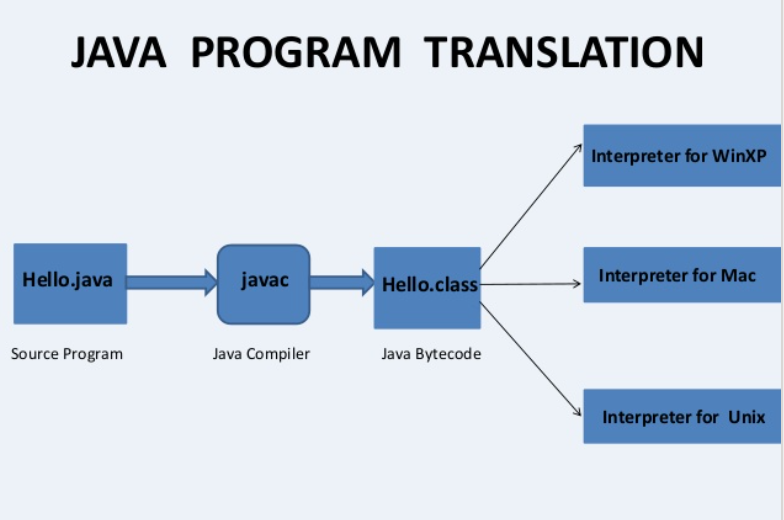 JAVA PROGRAM TRANSLATION
Interpreter for WinXP
Hello.java
javac
Hello.class
Interpreter for Mac
Source Program
Java Compiler
Java Bytecode
Interpreter for Unix